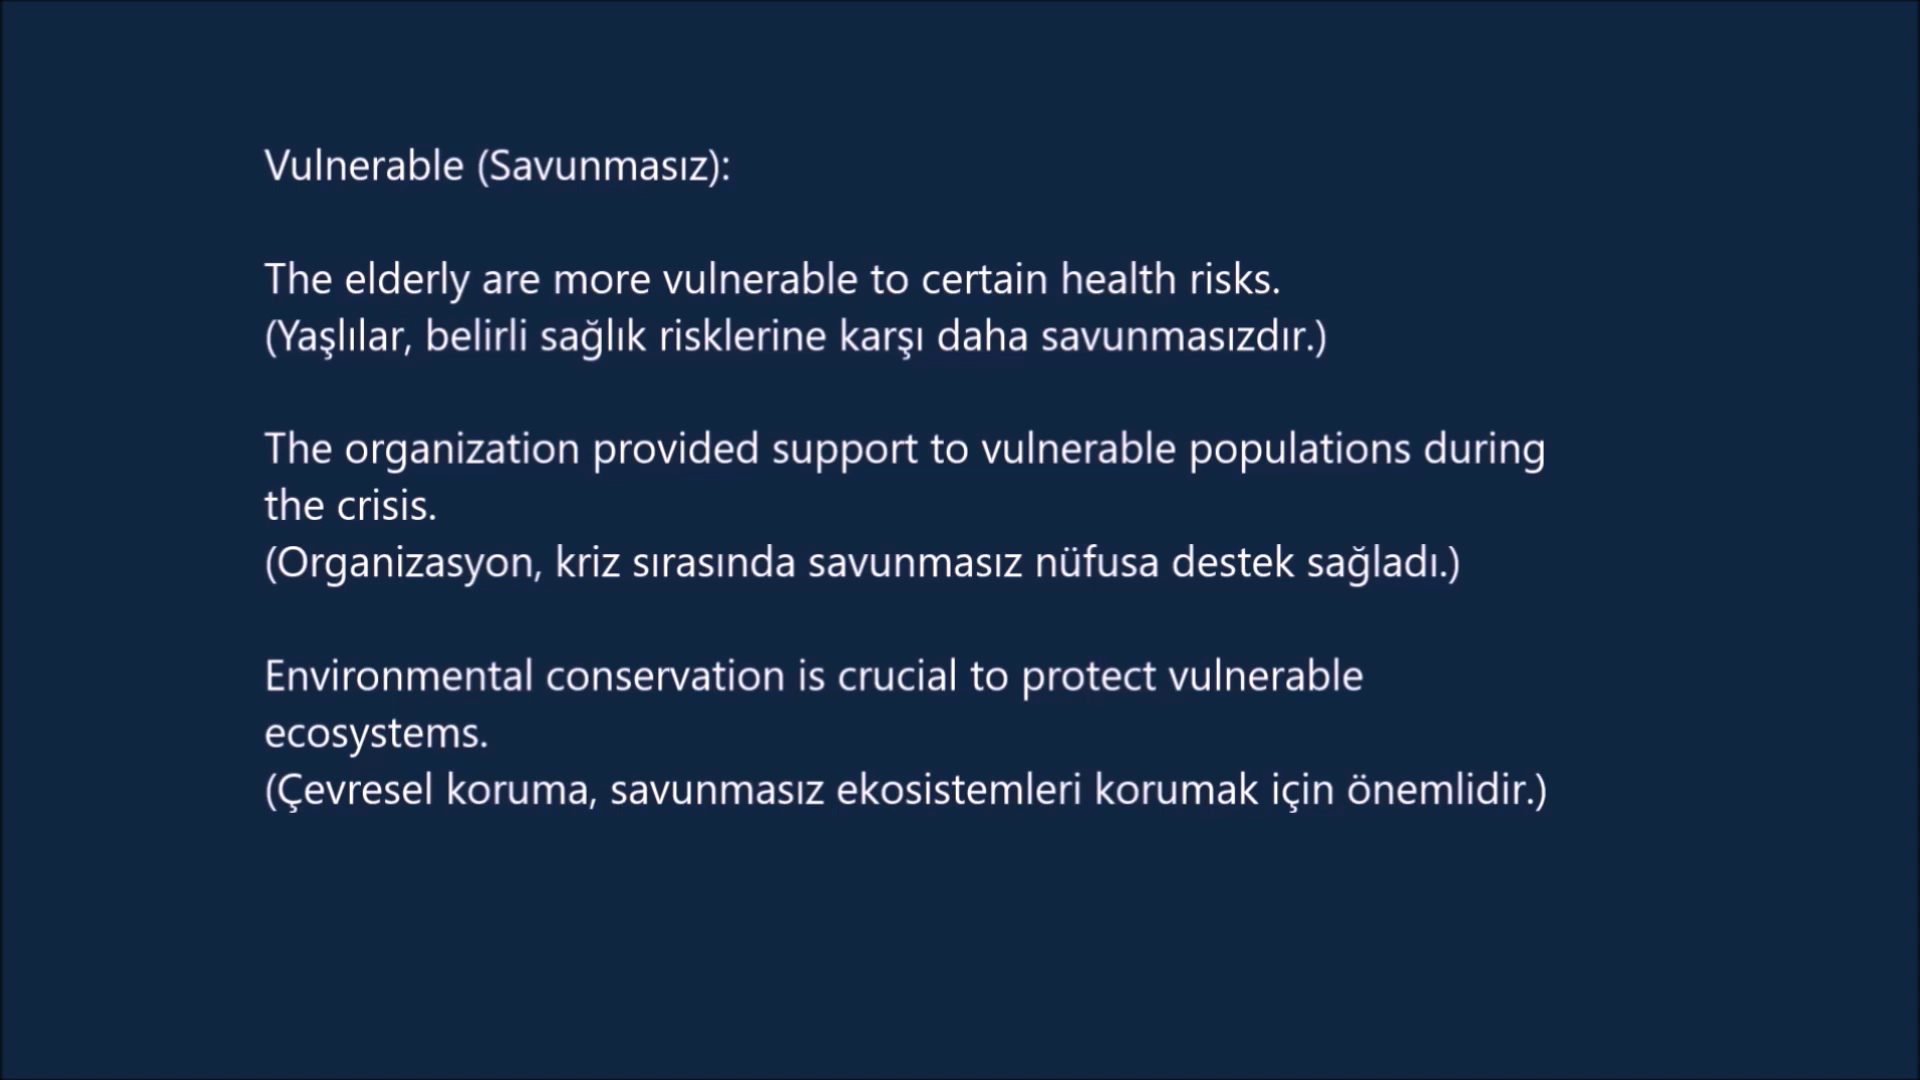 Vulnerable (Savunmasız):
The elderly are more vulnerable to certain health risks.
(Yaşlılar, belirli sağlık risklerine karşı daha savunmasızdır.)
The organization provided support to vulnerable populations during
the crisis.
(Organizasyon, kriz sırasında savunmasız nüfusa destek sağladı.)
Environmental conservation is crucial to protect vulnerable
ecosystems.
(Çevresel koruma, savunmasız ekosistemleri korumak için önemlidir.)